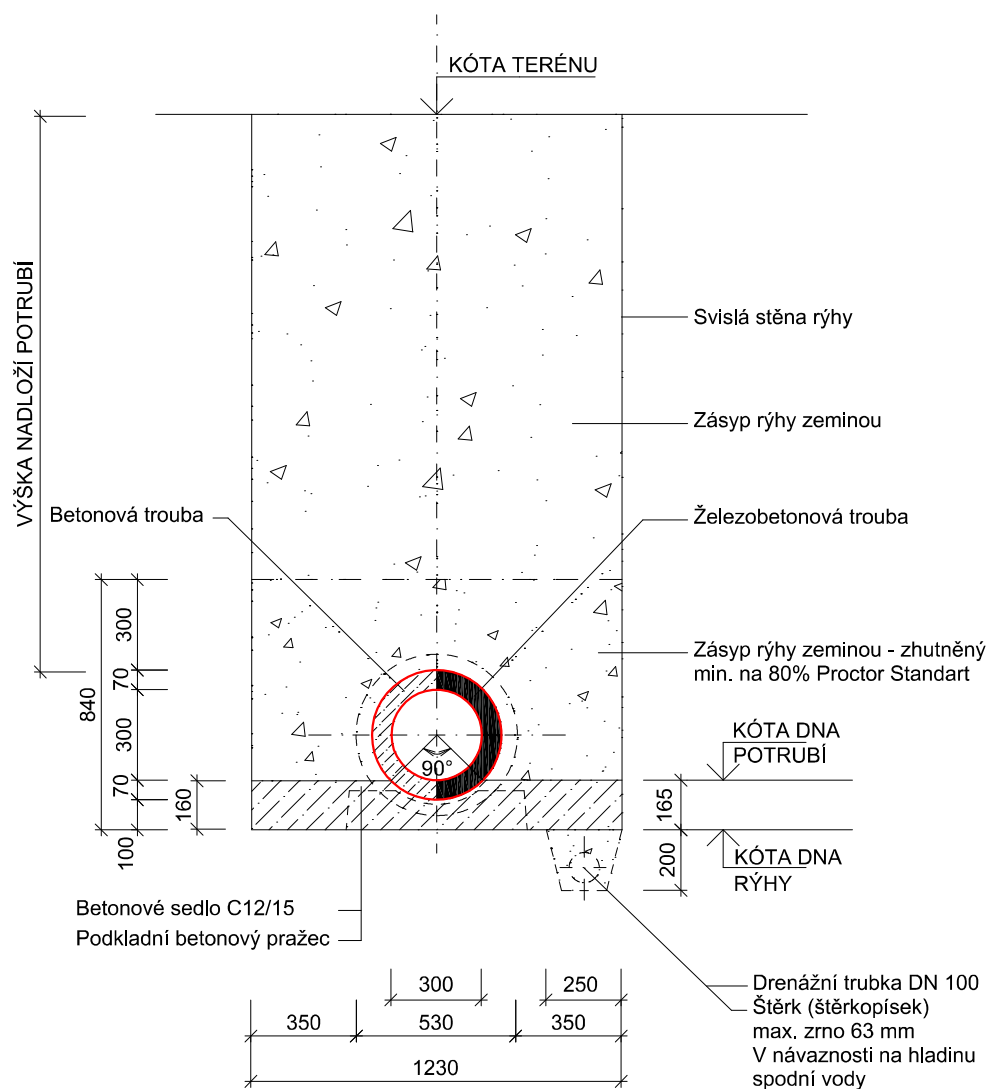 KÓTA TERÉNU
VÝŠKA NADLOŽÍ POTRUBÍ
Svislá stěna rýhy
Zásyp rýhy zeminou
Betonová trouba
Železobetonová trouba
Zásyp rýhy zeminou - zhutněný
min. na 80% Proctor Standart
840
300
70
300
70
100
160
90°
KÓTA DNA
POTRUBÍ
165
200
KÓTA DNA
RÝHY
Betonové sedlo C12/15
Podkladní betonový pražec
Drenážní trubka DN 100
Štěrk (štěrkopísek)
max. zrno 63 mm
V návaznosti na hladinu
spodní vody
300
250
350
530
350
1230